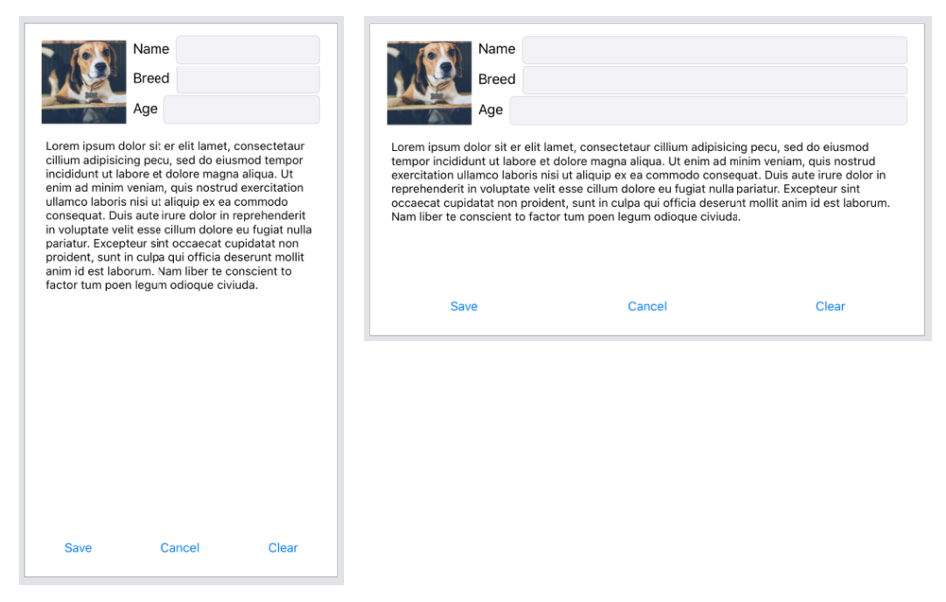 Name
Breed
Age
Lorem ipsum dolor sit er elit lamet, consectetaur
cillium adipisicing pecu, sed do eiusmod tempor
incididunt ut labore et dolore magna aliqua. Ut
enim ad minim veniam, quis nostrud exercitation
ullamco laboris nisi ut aliquip ex ea commodo
consequat. Duis aute irure dolor in reprehenderit
in voluptate velit esse cillum dolore eu fugiat nulla
pariatur. Excepteur sint occaecat cupidatat non
proident, sunt in culpa qui officia deserunt mollit
anim id est laborum. Nam liber te conscient to
factor tum poen legum odioque civiuda.
Save Cancel Clear
Name
Breed
Age
Lorem ipsum dolor sit er elit lamet, consectetaur cillium adipisicing pecu, sed do eiusmod
tempor incididunt ut labore et dolore magna aliqua. Ut enim ad minim veniam, quis nostrud
exercitation ullamco laboris nisi ut aliquip ex ea commodo consequat. Duis aute irure dolor in
reprehenderit in voluptate velit esse cillum dolore eu fugiat nulla pariatur. Excepteur sint
occaecat cupidatat non proident, sunt in culpa qui officia deserunt mollit anim id est laborum.
Nam liber te conscient to factor tum poen legum odioque civiuda.
Save Cancel Clear